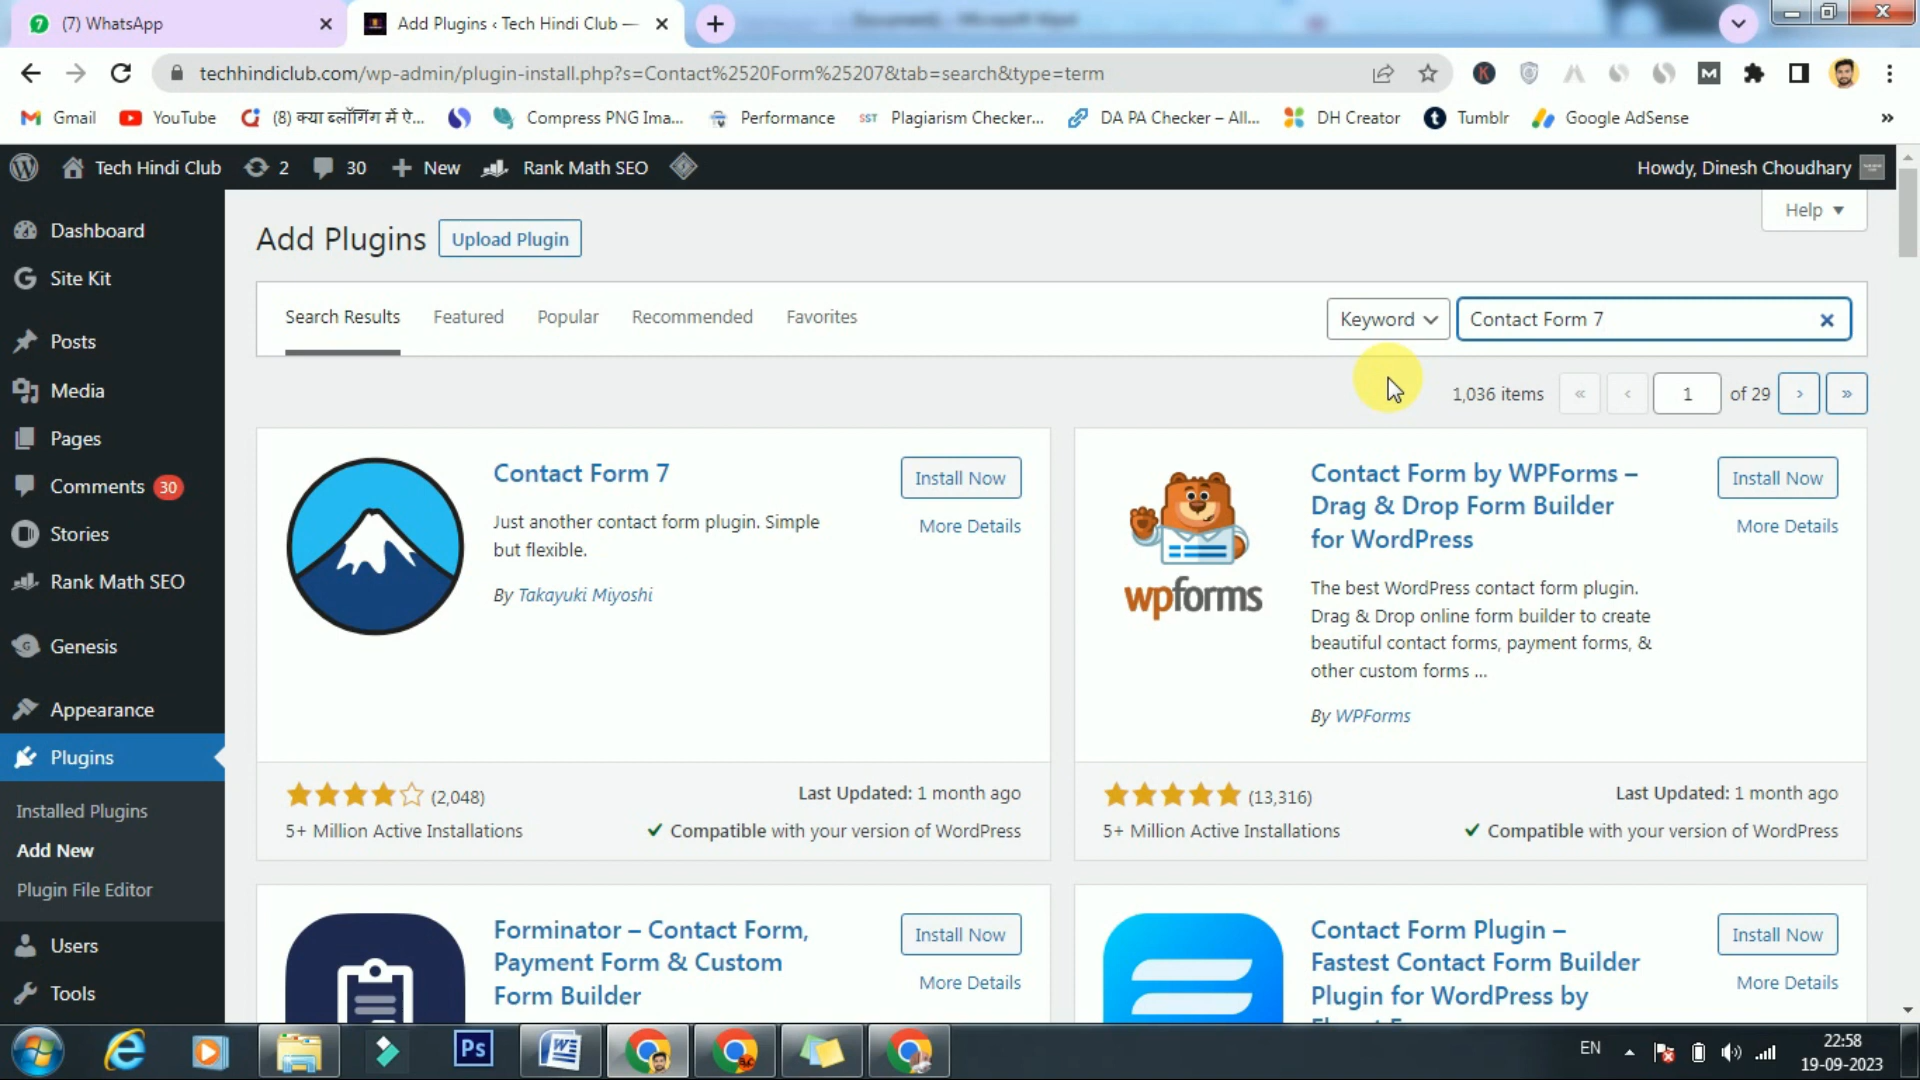 (7) WhatsApp
Add Plugins ‹ Tech Hindi Club —
techhindiclub.com/wp-admin/plugin-install.php?s=Contact%2520Form%25207&tab=search&type=term
Gmail
YouTube
(8) क्या ब्लॉगिंग में ऐ...
Compress PNG Ima...
Performance
SST
Plagiarism Checker...
DA PA Checker – All...
DH Creator
Tumblr
Google AdSense
»
Tech Hindi Club
2
30
New
Rank Math SEO
Howdy, Dinesh Choudhary
Help
Dashboard
Site Kit
Posts
Media
Pages
Comments 30
Stories
Rank Math SEO
Genesis
Appearance
Plugins
Installed Plugins
Add New
Plugin File Editor
Users
Tools
Add Plugins
Upload Plugin
Search Results
Featured
Popular
Recommended
Favorites
Keyword
Contact Form 7
1,036 items
« ‹ 1 of 29 › »
Contact Form 7
Install Now
More Details
Just another contact form plugin. Simple
but flexible.
By Takayuki Miyoshi
(2,048)
Last Updated: 1 month ago
5+ Million Active Installations
Compatible with your version of WordPress
wpforms
Contact Form by WPForms –
Drag & Drop Form Builder
for WordPress
Install Now
More Details
The best WordPress contact form plugin.
Drag & Drop online form builder to create
beautiful contact forms, payment forms, &
other custom forms ...
By WPForms
(13,316)
Last Updated: 1 month ago
5+ Million Active Installations
Compatible with your version of WordPress
Forminator – Contact Form,
Payment Form & Custom
Form Builder
Install Now
More Details
Contact Form Plugin –
Fastest Contact Form Builder
Plugin for WordPress by
Install Now
More Details
Ps
EN
22:58
19-09-2023